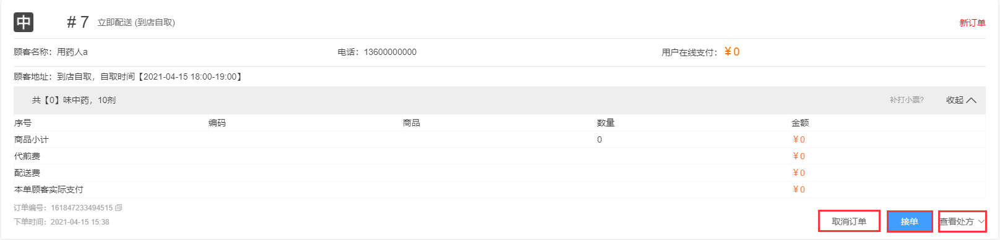 中 # 7 立即配送 (到店自取) 新订单
顾客名称：用药人a 电话：13600000000 用户在线支付：¥0
顾客地址：到店自取，自取时间【2021-04-15 18:00-19:00】
共【0】味中药，10剂 补打小票? 收起
序号 编码 商品 数量 金额
商品小计 0 ¥0
代煎费 ¥0
配送费 ¥0
本单顾客实际支付 ¥0
订单编号：161847233494515
下单时间：2021-04-15 15:38 取消订单 接单 查看处方